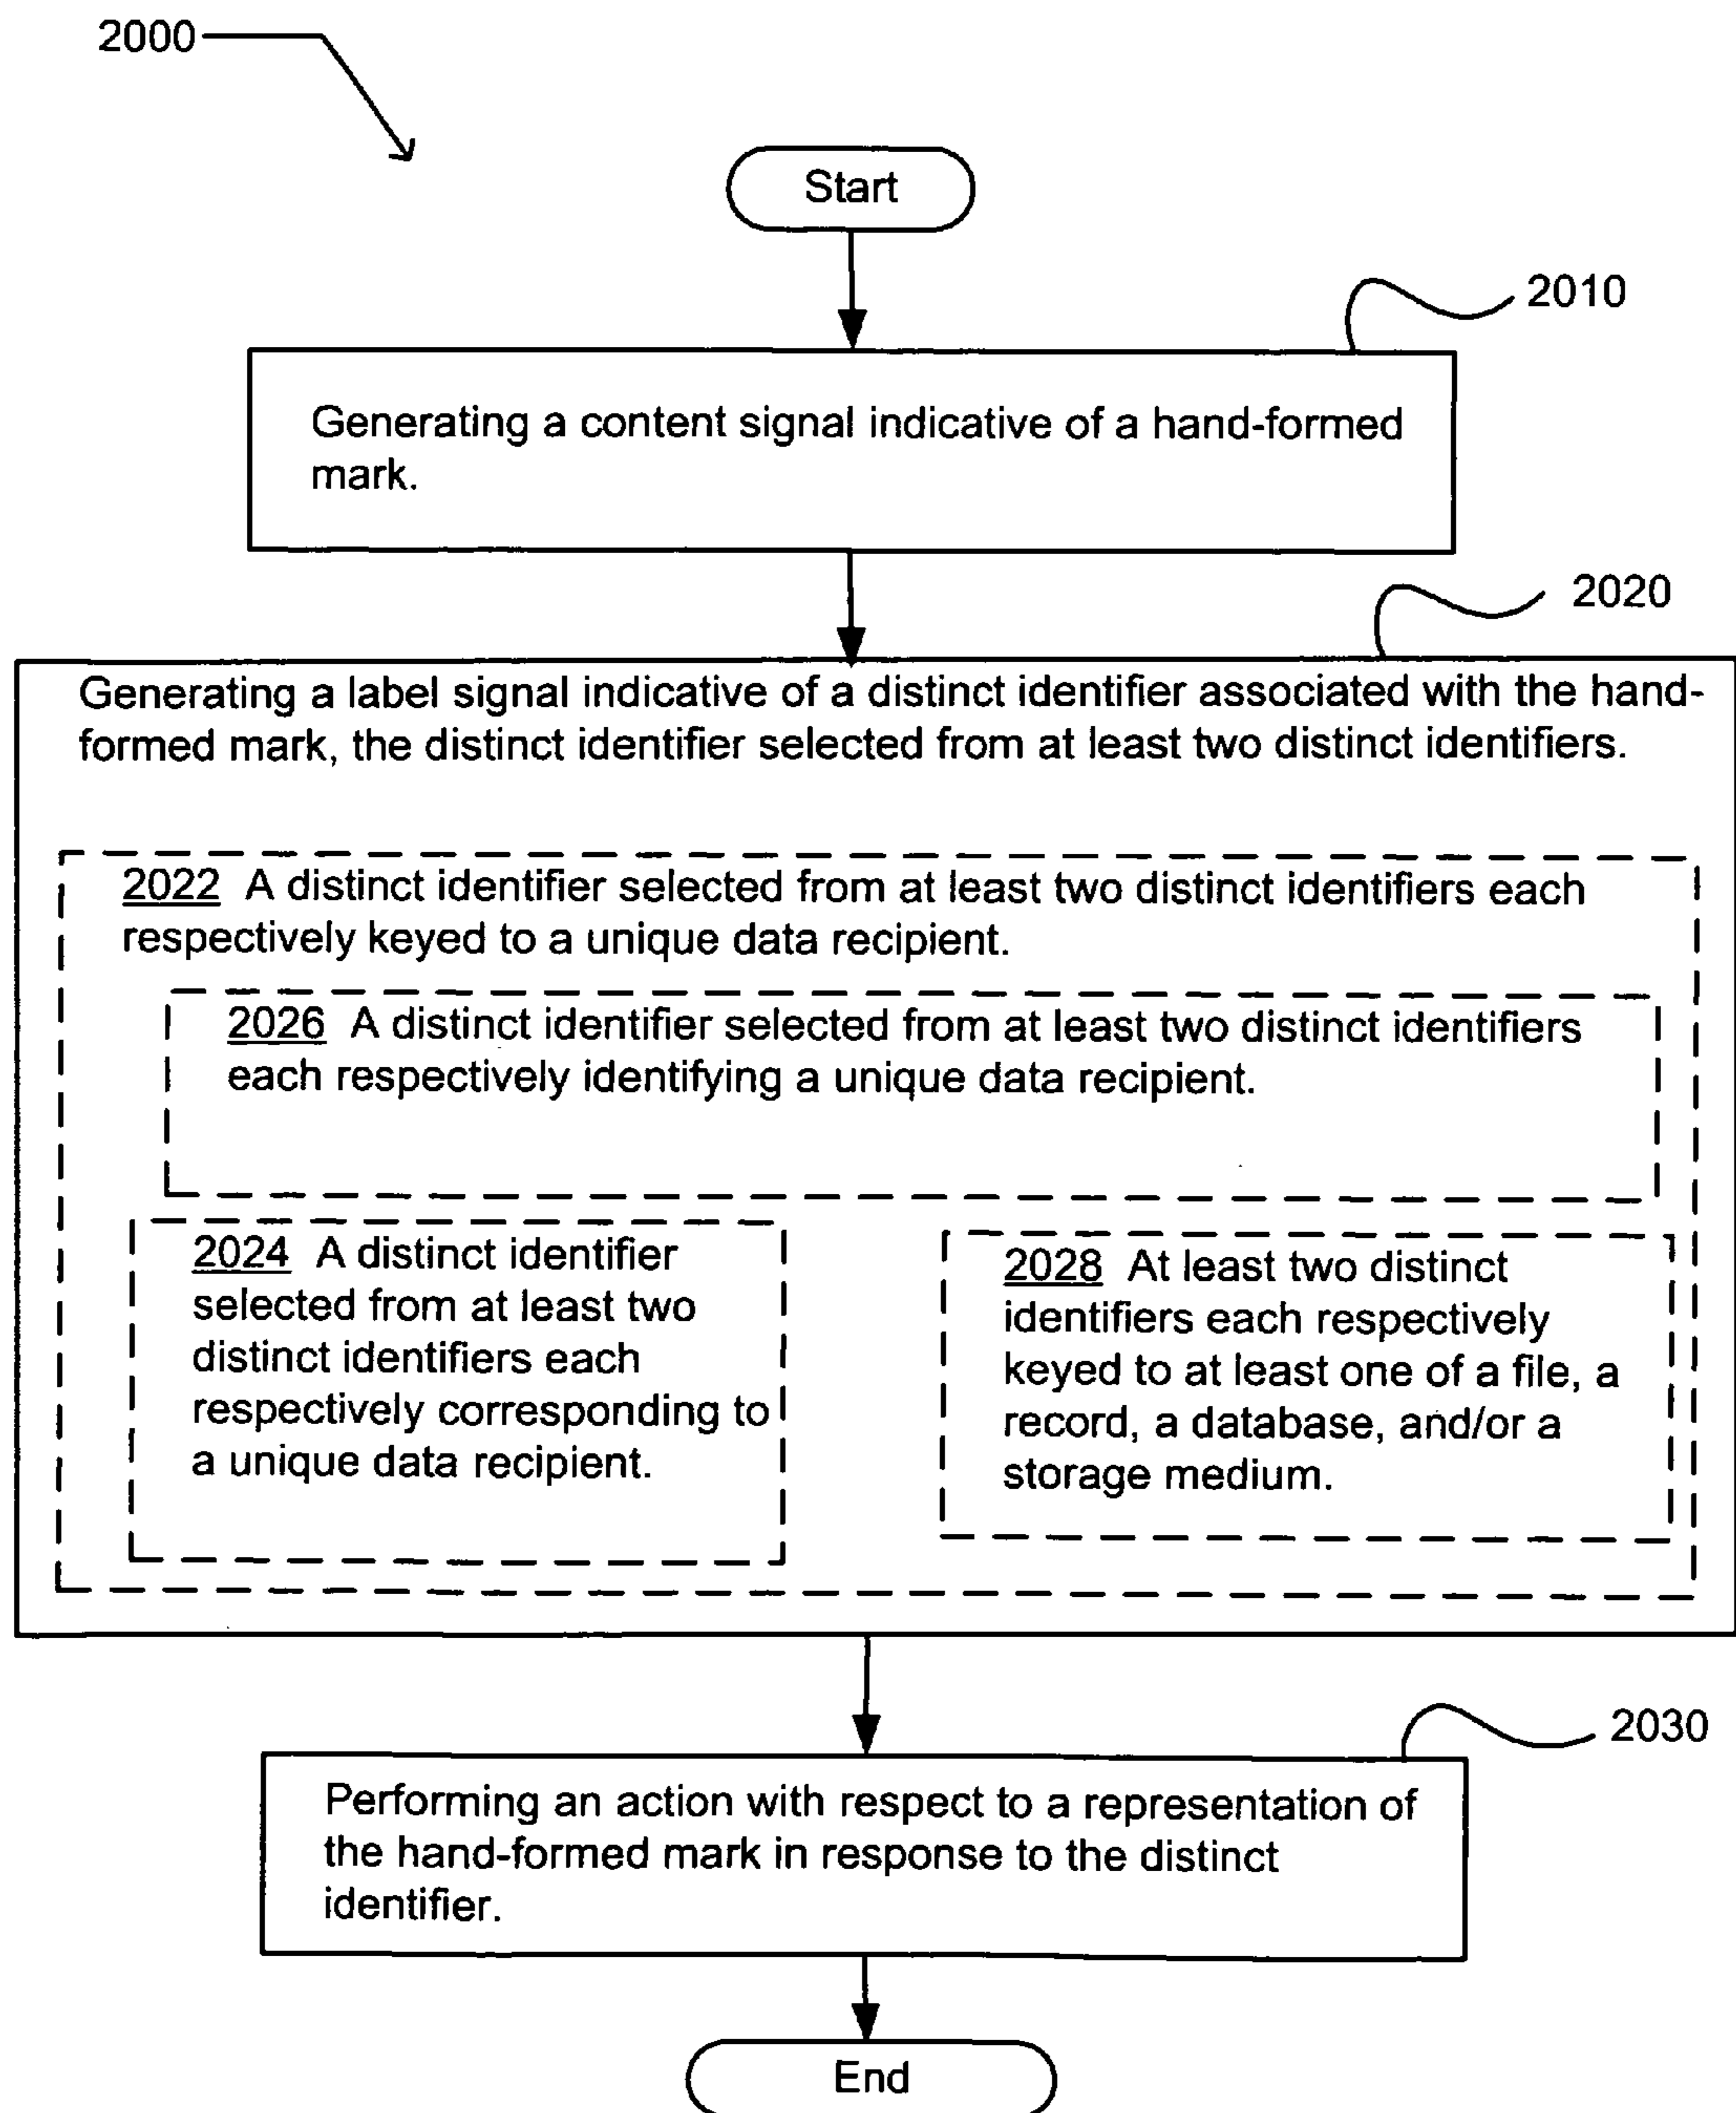 2000
Start
2010
Generating a content signal indicative of a hand-formed
mark.
2020
Generating a label signal indicative of a distinct identifier associated with the hand-
formed mark, the distinct identifier selected from at least two distinct identifiers.
2022 A distinct identifier selected from at least two distinct identifiers each
respectively keyed to a unique data recipient.
2026 A distinct identifier selected from at least two distinct identifiers
each respectively identifying a unique data recipient.
2024 A distinct identifier
selected from at least two
distinct identifiers each
respectively corresponding to
a unique data recipient.
2028 At least two distinct
identifiers each respectively
keyed to at least one of a file, a
record, a database, and/or a
storage medium.
2030
Performing an action with respect to a representation of
the hand-formed mark in response to the distinct
identifier.
End